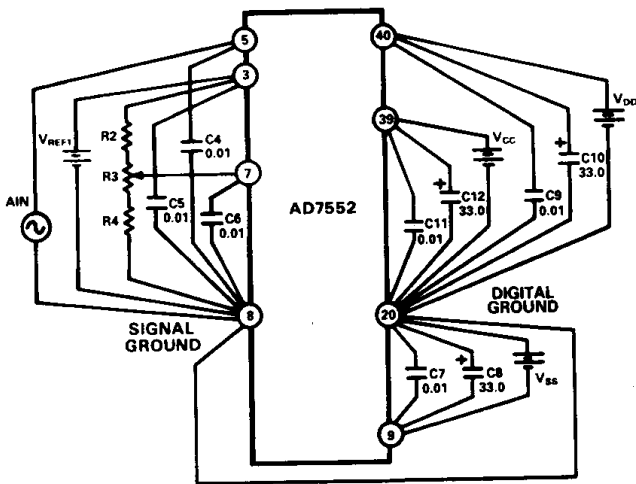 5
40
3
V_DD
39
V_REF1
R2
C4
0.01
V_CC
C10
33.0
+
R3
7
AIN
C5
0.01
AD7552
+
C12
33.0
C9
0.01
R4
C6
0.01
C11
0.01
8
20
SIGNAL
GROUND
DIGITAL
GROUND
C7
0.01
+
C8
33.0
V_SS
9